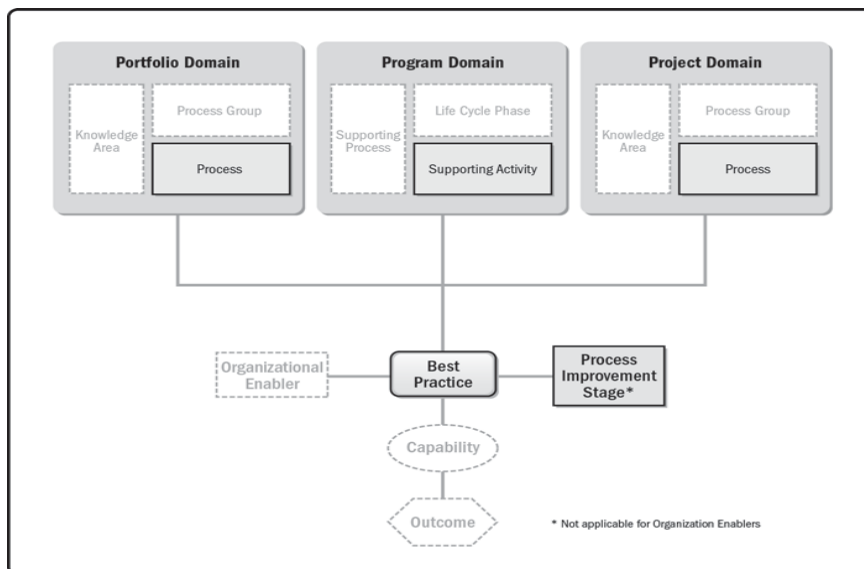 Portfolio Domain
Knowledge
Area
Process Group
Process
Program Domain
Supporting
Process
Life Cycle Phase
Supporting Activity
Project Domain
Knowledge
Area
Process Group
Process
Organizational
Enabler
Best
Practice
Process
Improvement
Stage*
Capability
Outcome
* Not applicable for Organization Enablers